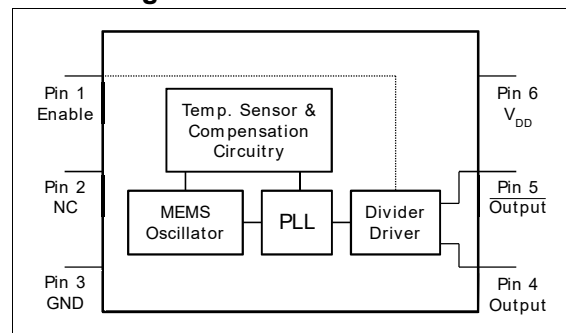 Pin 1
Enable
Temp. Sensor &
Compensation
Circuitry
Pin 6
VDD
Pin 2
NC
MEMS
Oscillator
PLL
Divider
Driver
Pin 5
Output
Pin 3
GND
Pin 4
Output